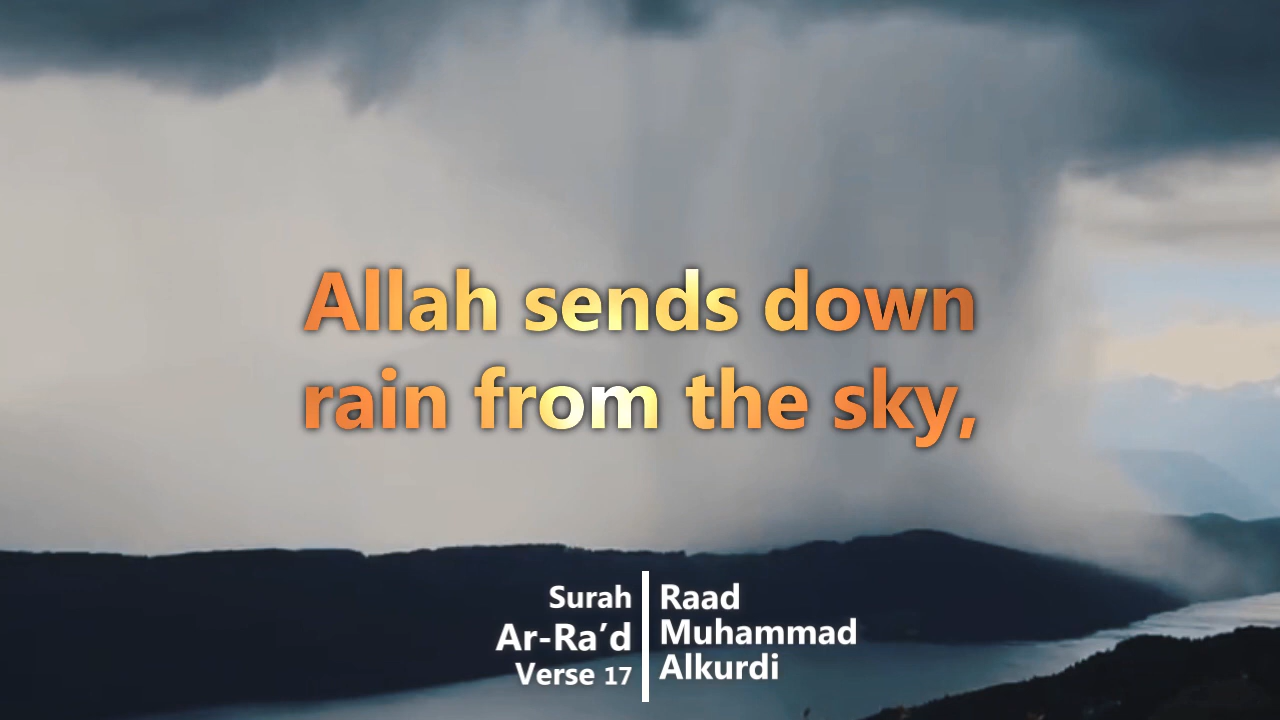 Allah sends down
rain from the sky,
Surah
Ar-Ra’d
Verse 17
Raad
Muhammad
Alkurdi